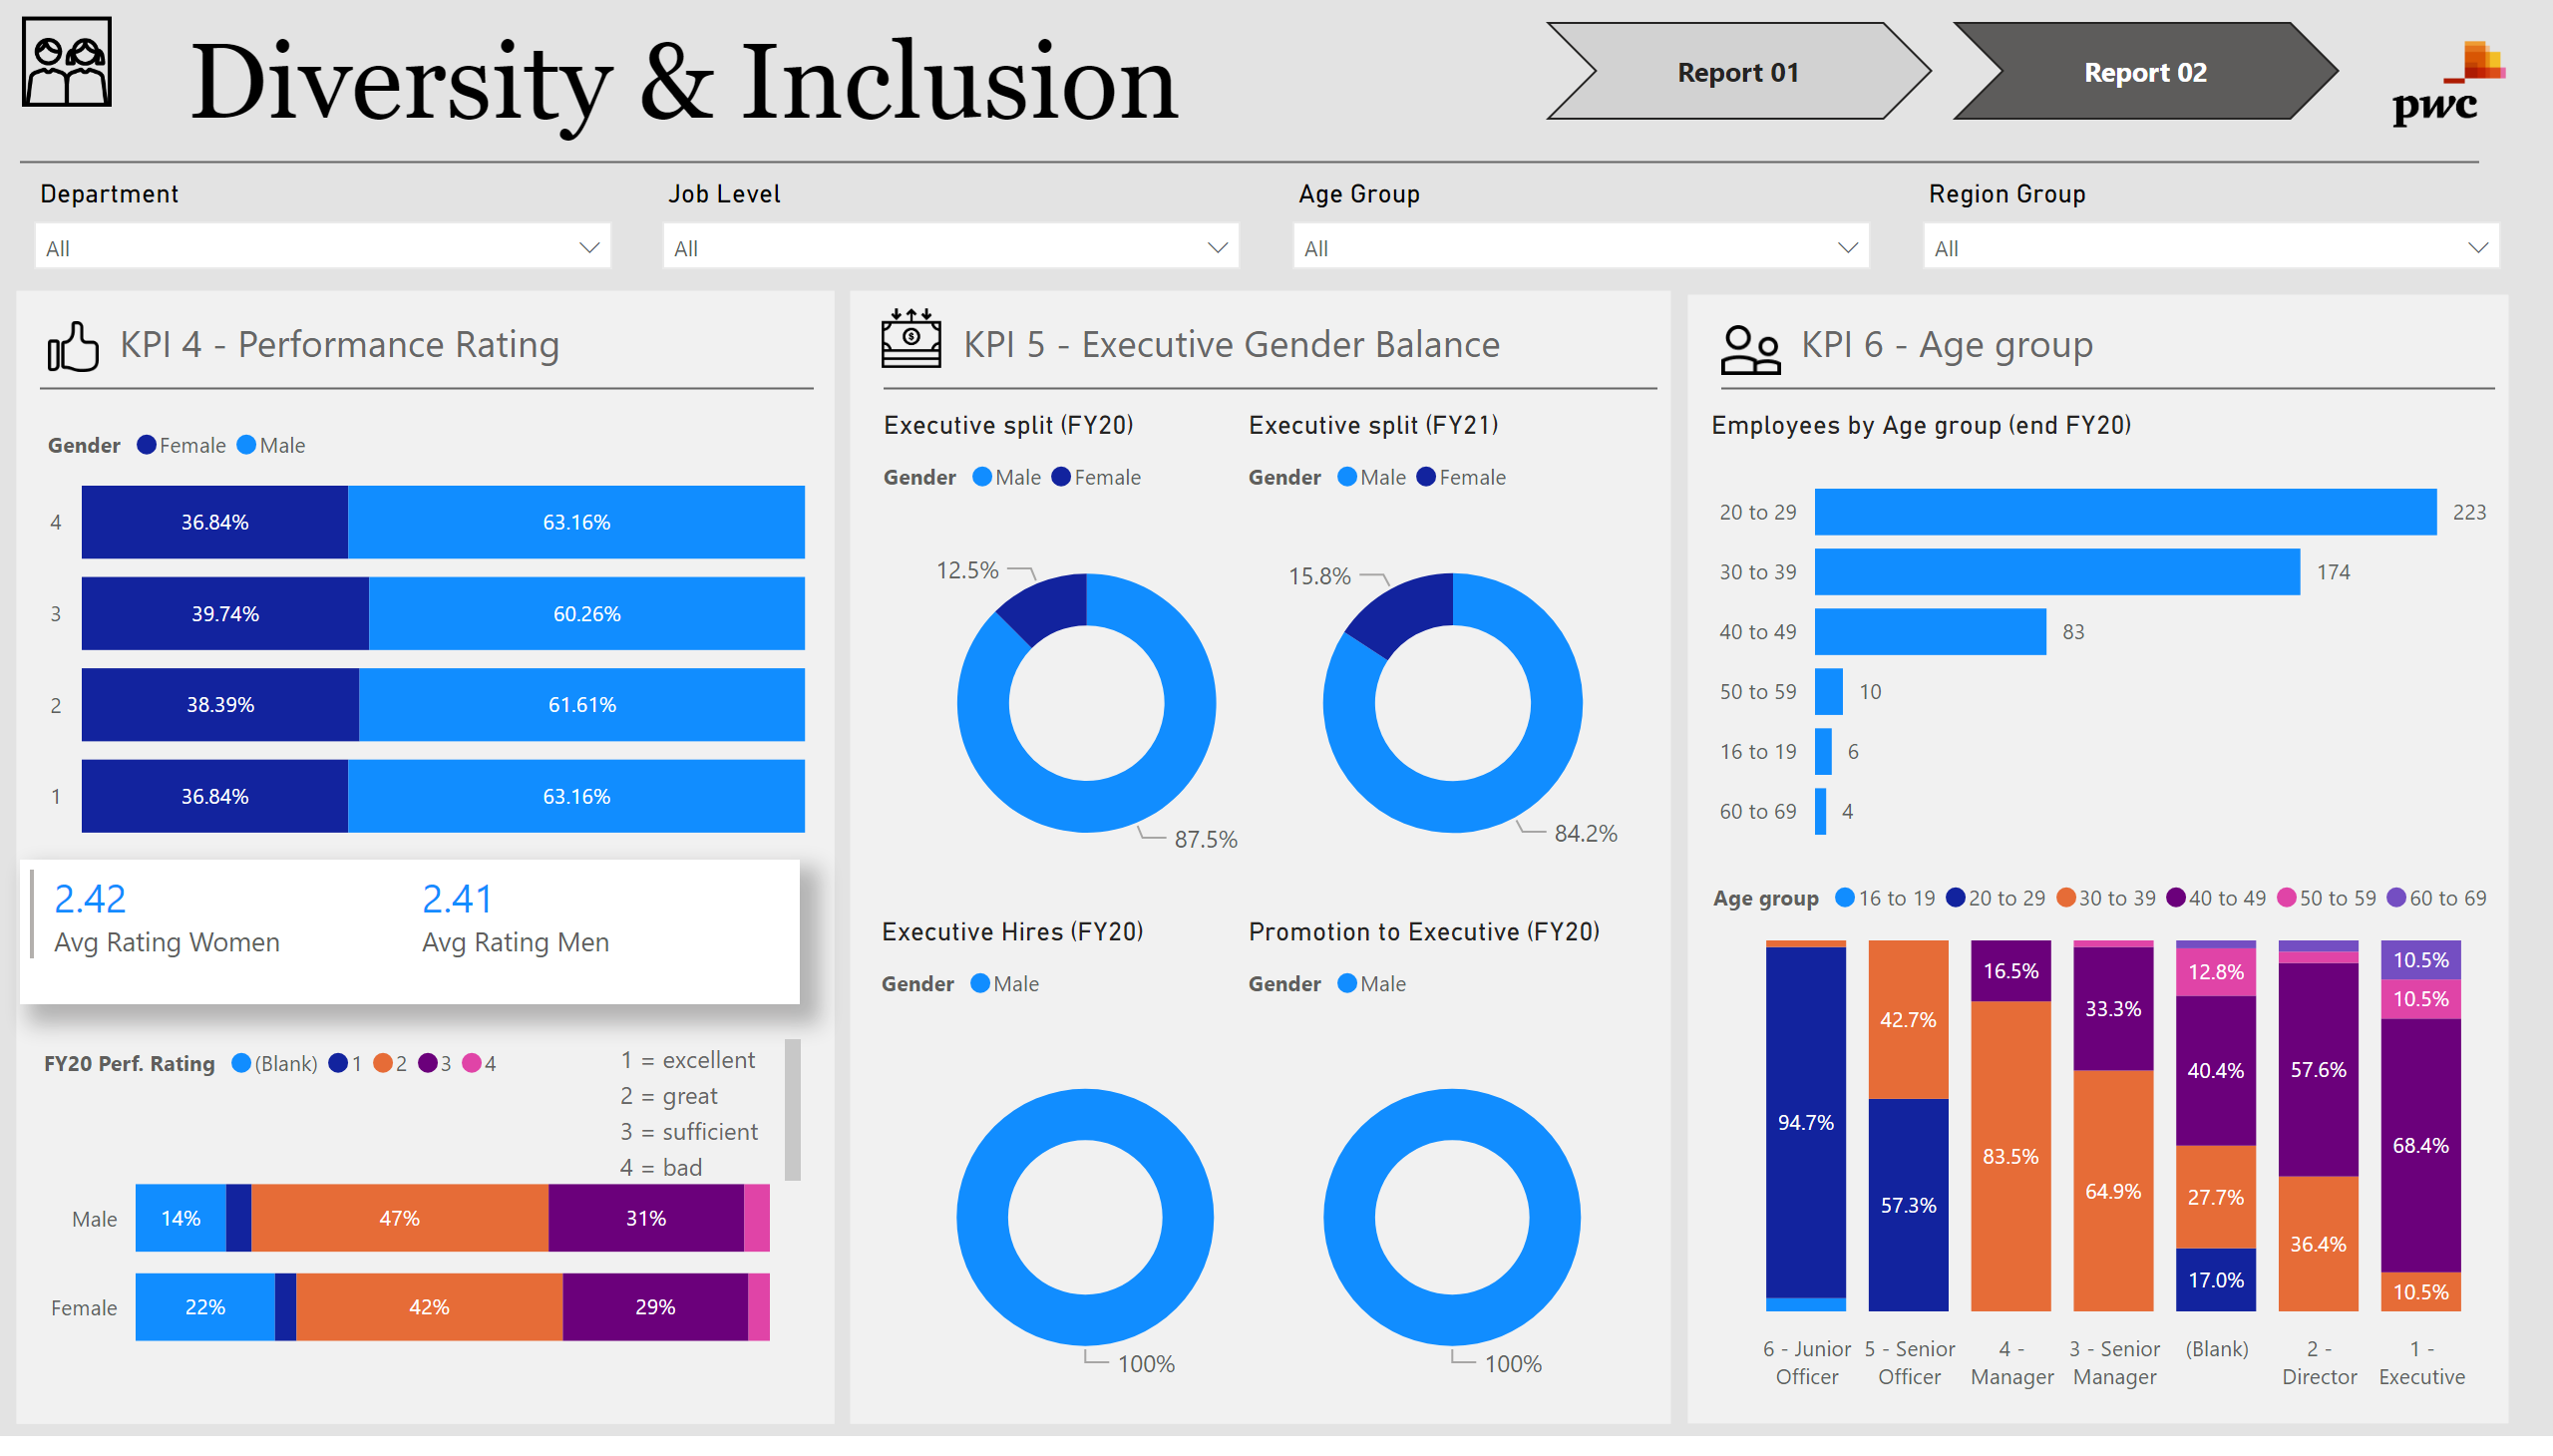 Diversity & Inclusion
Report 01
Report 02
pwc
Department
Job Level
Age Group
Region Group
All
All
All
All
KPI 4 - Performance Rating
Gender Female Male
4 36.84% 63.16%
3 39.74% 60.26%
2 38.39% 61.61%
1 36.84% 63.16%
2.42
Avg Rating Women
2.41
Avg Rating Men
FY20 Perf. Rating (Blank) 1 2 3 4
1 = excellent
2 = great
3 = sufficient
4 = bad
Male 14% 47% 31%
Female 22% 42% 29%
KPI 5 - Executive Gender Balance
Executive split (FY20)
Gender Male Female
12.5%
87.5%
Executive split (FY21)
Gender Male Female
15.8%
84.2%
Executive Hires (FY20)
Gender Male
100%
Promotion to Executive (FY20)
Gender Male
100%
KPI 6 - Age group
Employees by Age group (end FY20)
20 to 29 223
30 to 39 174
40 to 49 83
50 to 59 10
16 to 19 6
60 to 69 4
Age group 16 to 19 20 to 29 30 to 39 40 to 49 50 to 59 60 to 69
94.7%
6 - Junior
Officer
42.7%
57.3%
5 - Senior
Officer
16.5%
83.5%
4 -
Manager
33.3%
64.9%
3 - Senior
Manager
12.8%
40.4%
27.7%
17.0%
(Blank)
57.6%
36.4%
2 -
Director
10.5%
10.5%
68.4%
10.5%
1 -
Executive